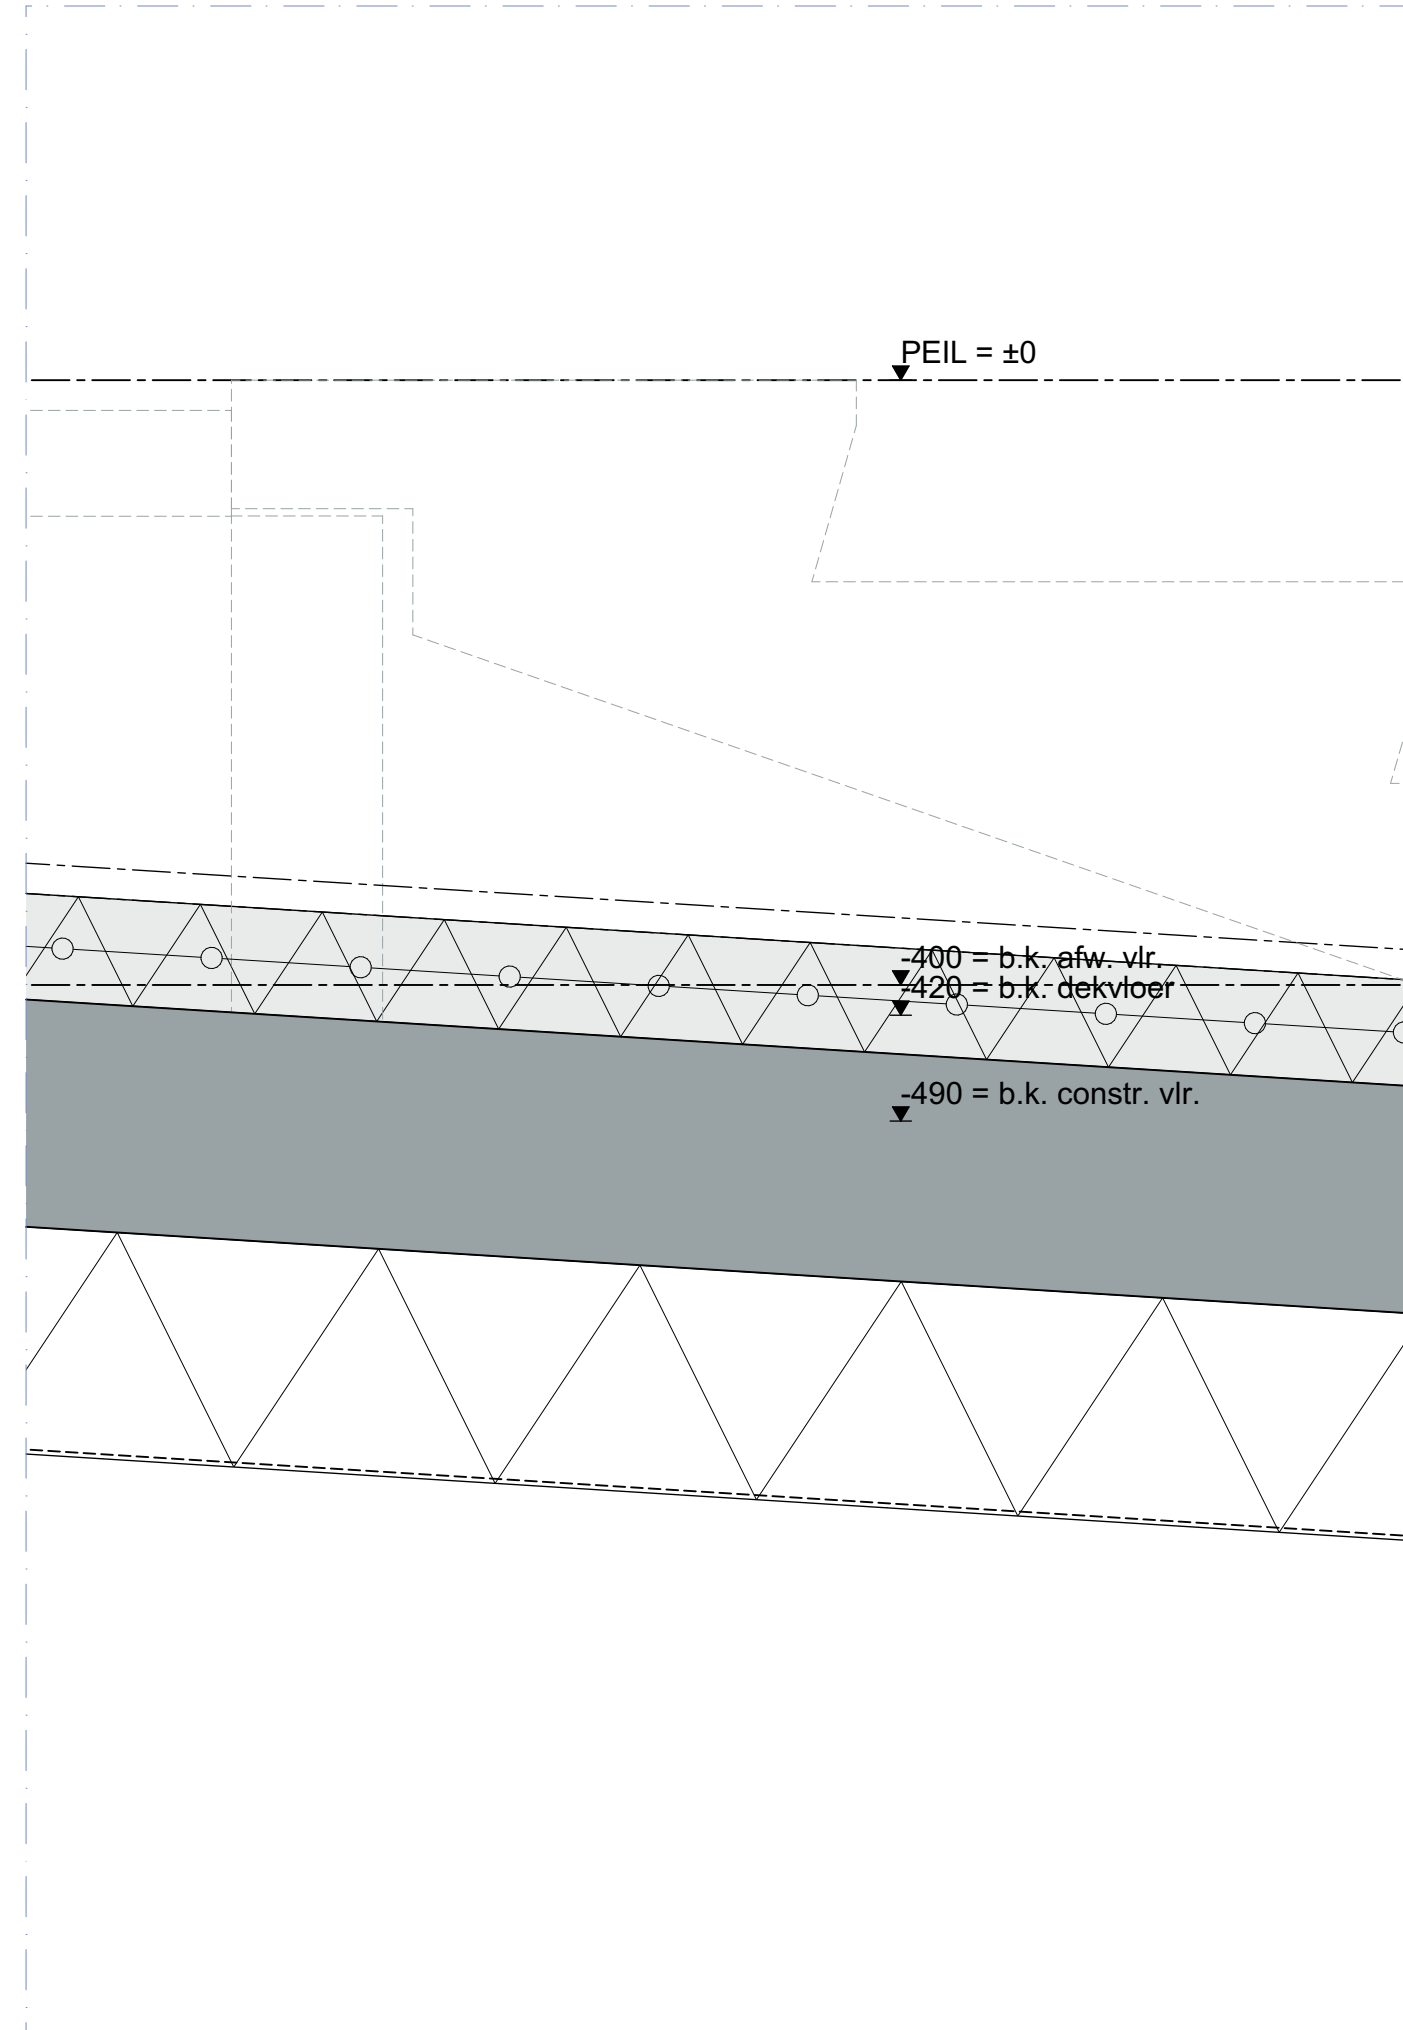 PEIL = ±0
-400 = b.k. afw. vlr.
-420 = b.k. dekvloer
-490 = b.k. constr. vlr.